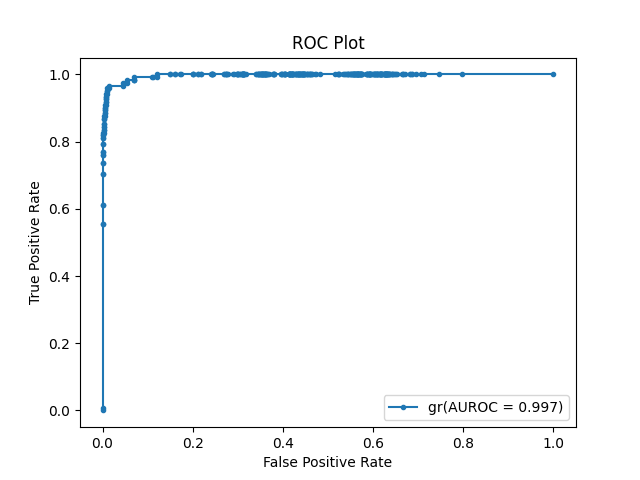 ROC Plot
True Positive Rate
1.0
0.8
0.6
0.4
0.2
0.0
0.0 0.2 0.4 0.6 0.8 1.0
False Positive Rate
gr(AUROC = 0.997)